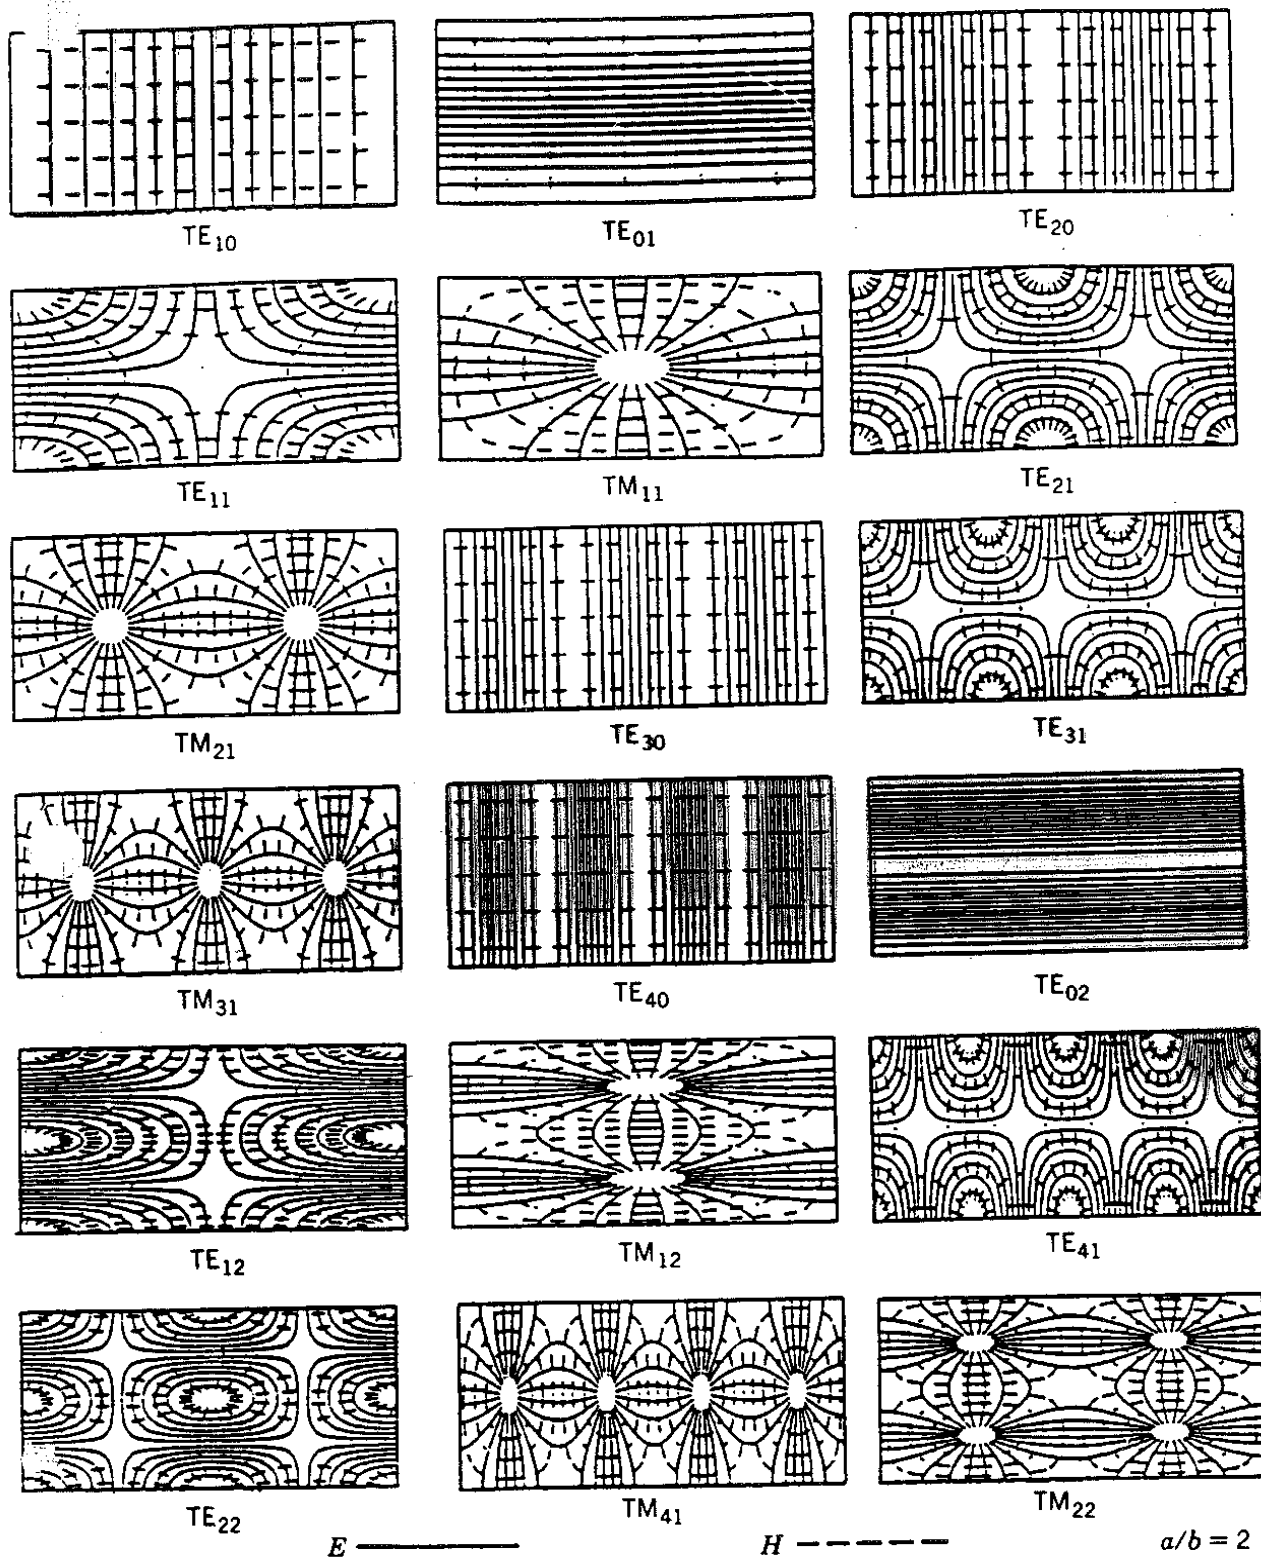 TE₁₀ TE₀₁ TE₂₀
TE₁₁ TM₁₁ TE₂₁
TM₂₁ TE₃₀ TE₃₁
TM₃₁ TE₄₀ TE₀₂
TE₁₂ TM₁₂ TE₄₁
TE₂₂ TM₄₁ TM₂₂
E H a/b = 2